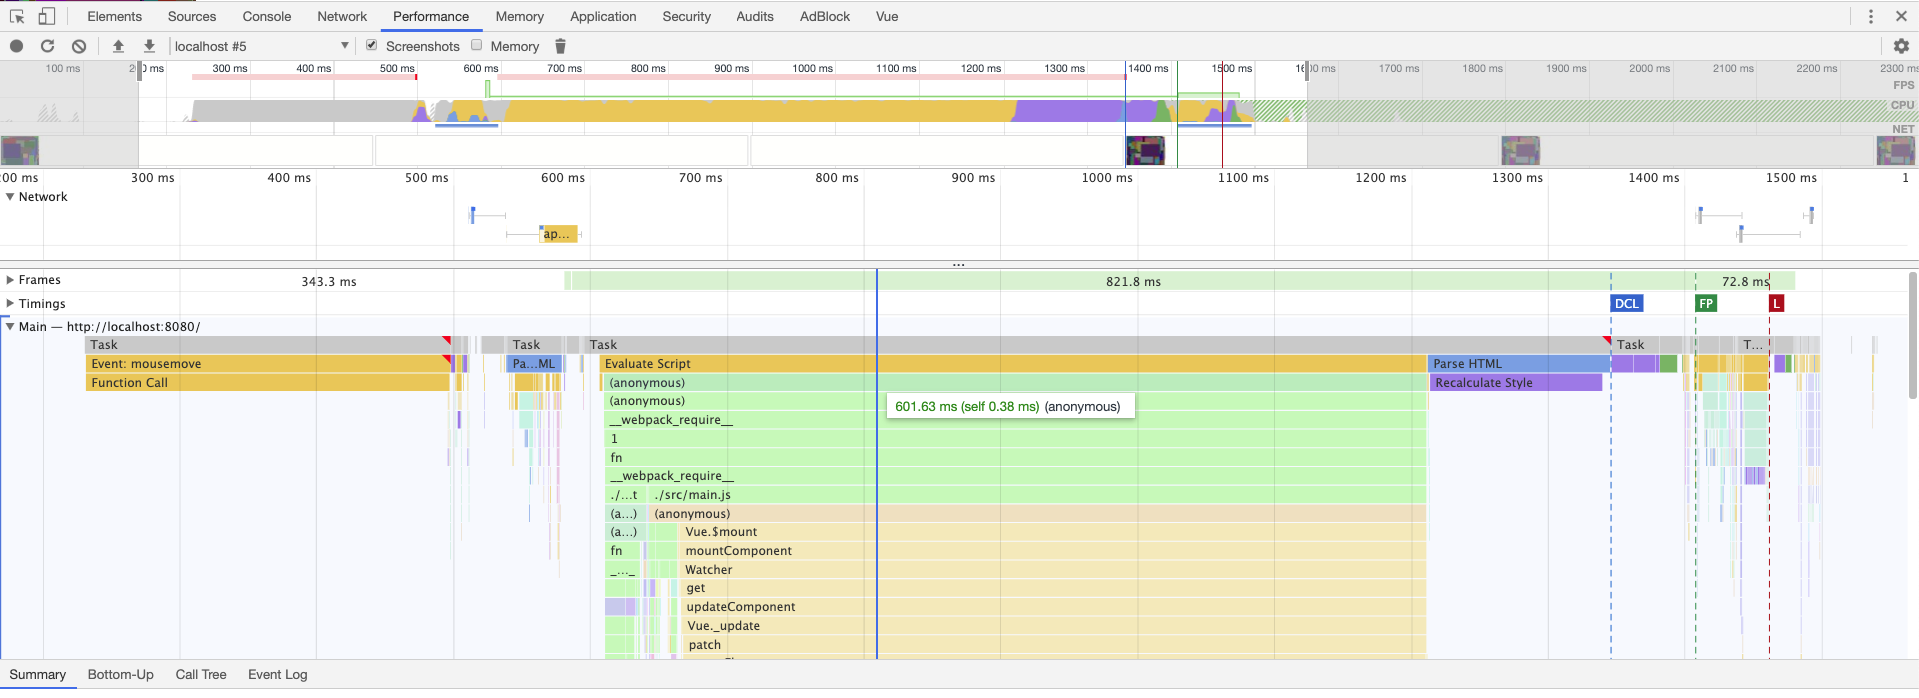 Elements Sources Console Network Performance Memory Application Security Audits AdBlock Vue
localhost #5 Screenshots Memory
100 ms 300 ms 400 ms 500 ms 600 ms 700 ms 800 ms 900 ms 1000 ms 1100 ms 1200 ms 1300 ms 1400 ms 1500 ms 1700 ms 1800 ms 1900 ms 2000 ms 2100 ms 2200 ms 2300 ms
FPS
CPU
NET
00 ms 300 ms 400 ms 500 ms 600 ms 700 ms 800 ms 900 ms 1000 ms 1100 ms 1200 ms 1300 ms 1400 ms 1500 ms 1
Network
ap...
...
Frames 343.3 ms 821.8 ms 72.8 ms
Timings DCL FP L
Main — http://localhost:8080/
Task Task Task Task T...
Event: mousemove Pa...ML Evaluate Script Parse HTML
Function Call (anonymous) Recalculate Style
(anonymous) 601.63 ms (self 0.38 ms) (anonymous)
__webpack_require__
1
fn
__webpack_require__
./...t ./src/main.js
(a...) (anonymous)
(a...) Vue.$mount
fn mountComponent
_..._ Watcher
get
updateComponent
Vue._update
patch
Summary Bottom-Up Call Tree Event Log